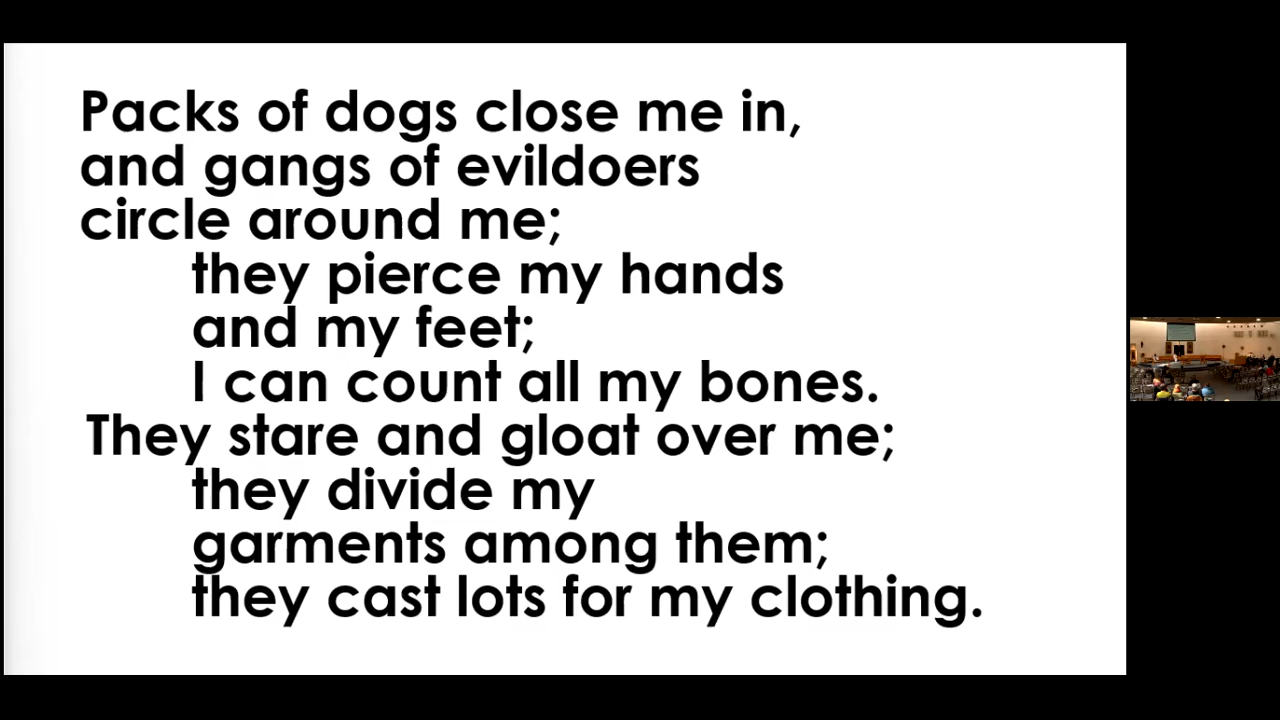 Packs of dogs close me in,
and gangs of evildoers
circle around me;
they pierce my hands
and my feet;
I can count all my bones.
They stare and gloat over me;
they divide my
garments among them;
they cast lots for my clothing.